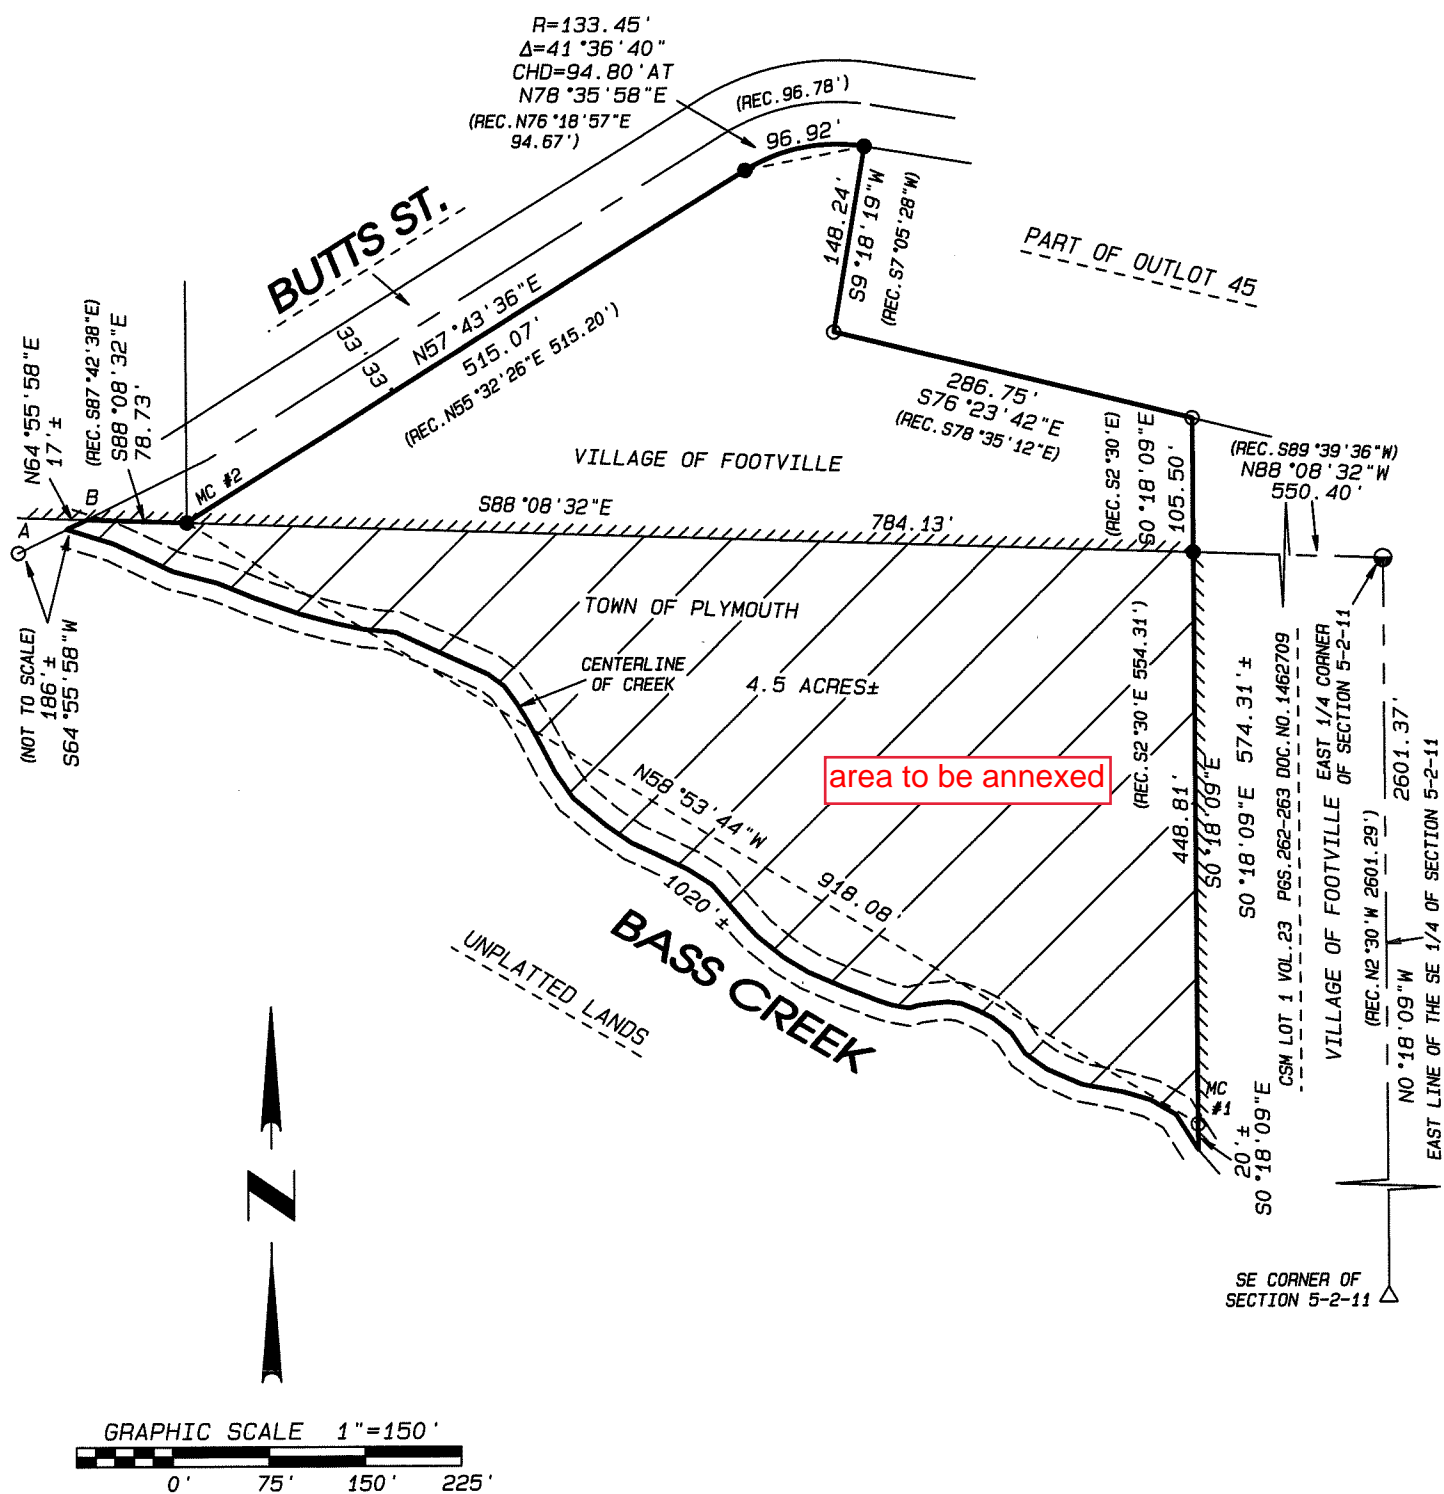 R=133.45'
Δ=41°36'40"
CHD=94.80'AT
N78°35'58"E
(REC.N76°18'57"E
94.67')
(REC.96.78')
96.92'
BUTTS ST.
148.24'
S9°18'19"W
(REC.S7°05'28"W)
PART OF OUTLOT 45
N57°43'36"E
515.07'
(REC.N55°32'26"E 515.20')
33'
33'
N64°55'58"E
17'±
(REC.S87°42'38"E)
S88°08'32"E
78.73'
286.75'
S76°23'42"E
(REC.S78°35'12"E)
(REC.S2°30'E)
S0°18'09"E
105.50'
(REC.S89°39'36"W)
N88°08'32"W
550.40'
VILLAGE OF FOOTVILLE
MC #2
B
A
S88°08'32"E
784.13'
TOWN OF PLYMOUTH
CENTERLINE
OF CREEK
4.5 ACRES±
(NOT TO SCALE)
186'±
S64°55'58"W
area to be annexed
(REC.S2°30'E 554.31')
448.81'
S0°18'09"E
S0°18'09"E 574.31'±
CSM LOT 1 VOL.23 PGS.262-263 DOC.NO.1462709
VILLAGE OF FOOTVILLE
EAST 1/4 CORNER
OF SECTION 5-2-11
(REC.N2°30'W 2601.29')
2601.37'
N0°18'09"W
EAST LINE OF THE SE 1/4 OF SECTION 5-2-11
N58°53'44"W
918.08'
1020'±
BASS CREEK
UNPLATTED LANDS
MC
#1
20'±
S0°18'09"E
N
SE CORNER OF
SECTION 5-2-11
GRAPHIC SCALE 1"=150'
0' 75' 150' 225'